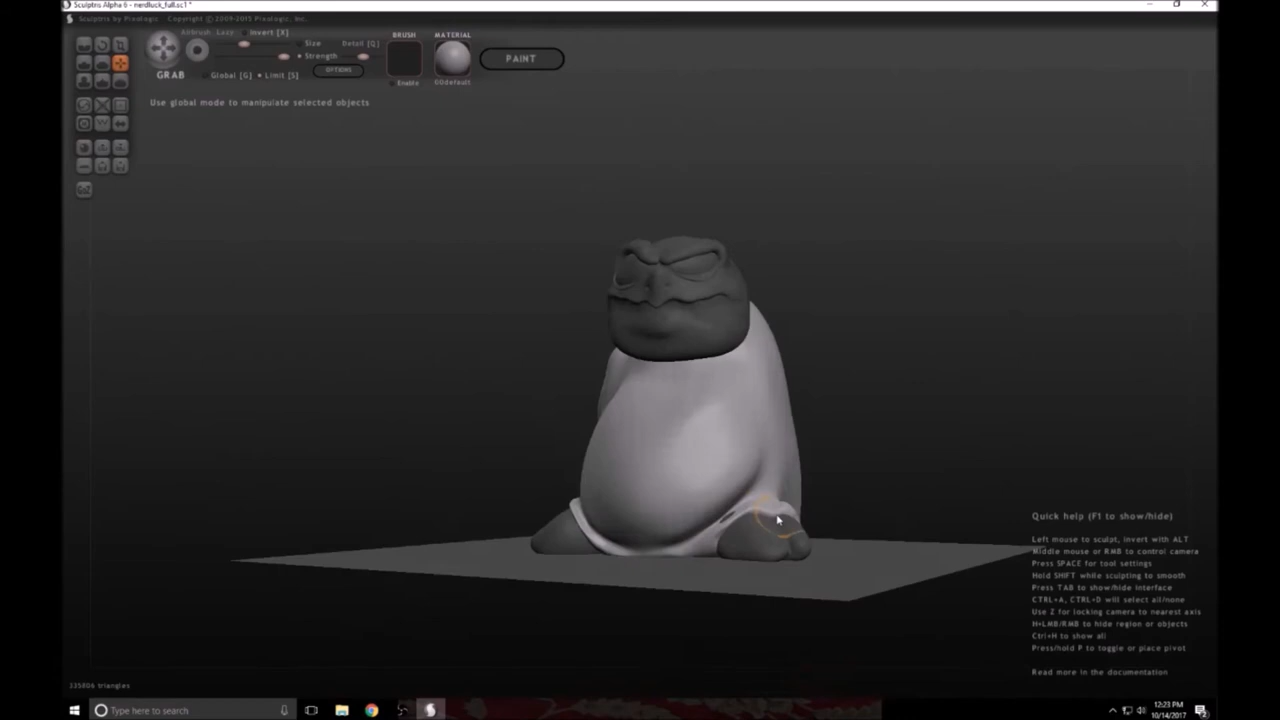 Sculptris Alpha 6 - nerdluck_full.sc1 *
Sculptris by Pixologic   Copyright (c) 2009-2015 Pixologic, Inc.
Airbrush Lazy Invert [X]
Size Detail [Q]
Strength
GRAB Global [G] Limit [S] OPTIONS
BRUSH
Enable
MATERIAL
00default
PAINT
Use global mode to manipulate selected objects
Quick help (F1 to show/hide)
Left mouse to sculpt, invert with ALT
Middle mouse or RMB to control camera
Press SPACE for tool settings
Hold SHIFT while sculpting to smooth
Press TAB to show/hide interface
CTRL+A, CTRL+D will select all/none
Use Z for locking camera to nearest axis
H+LMB/RMB to hide region or objects
Ctrl+H to show all
Press/hold P to toggle or place pivot
Read more in the documentation
335806 triangles
Type here to search
12:23 PM
10/14/2017